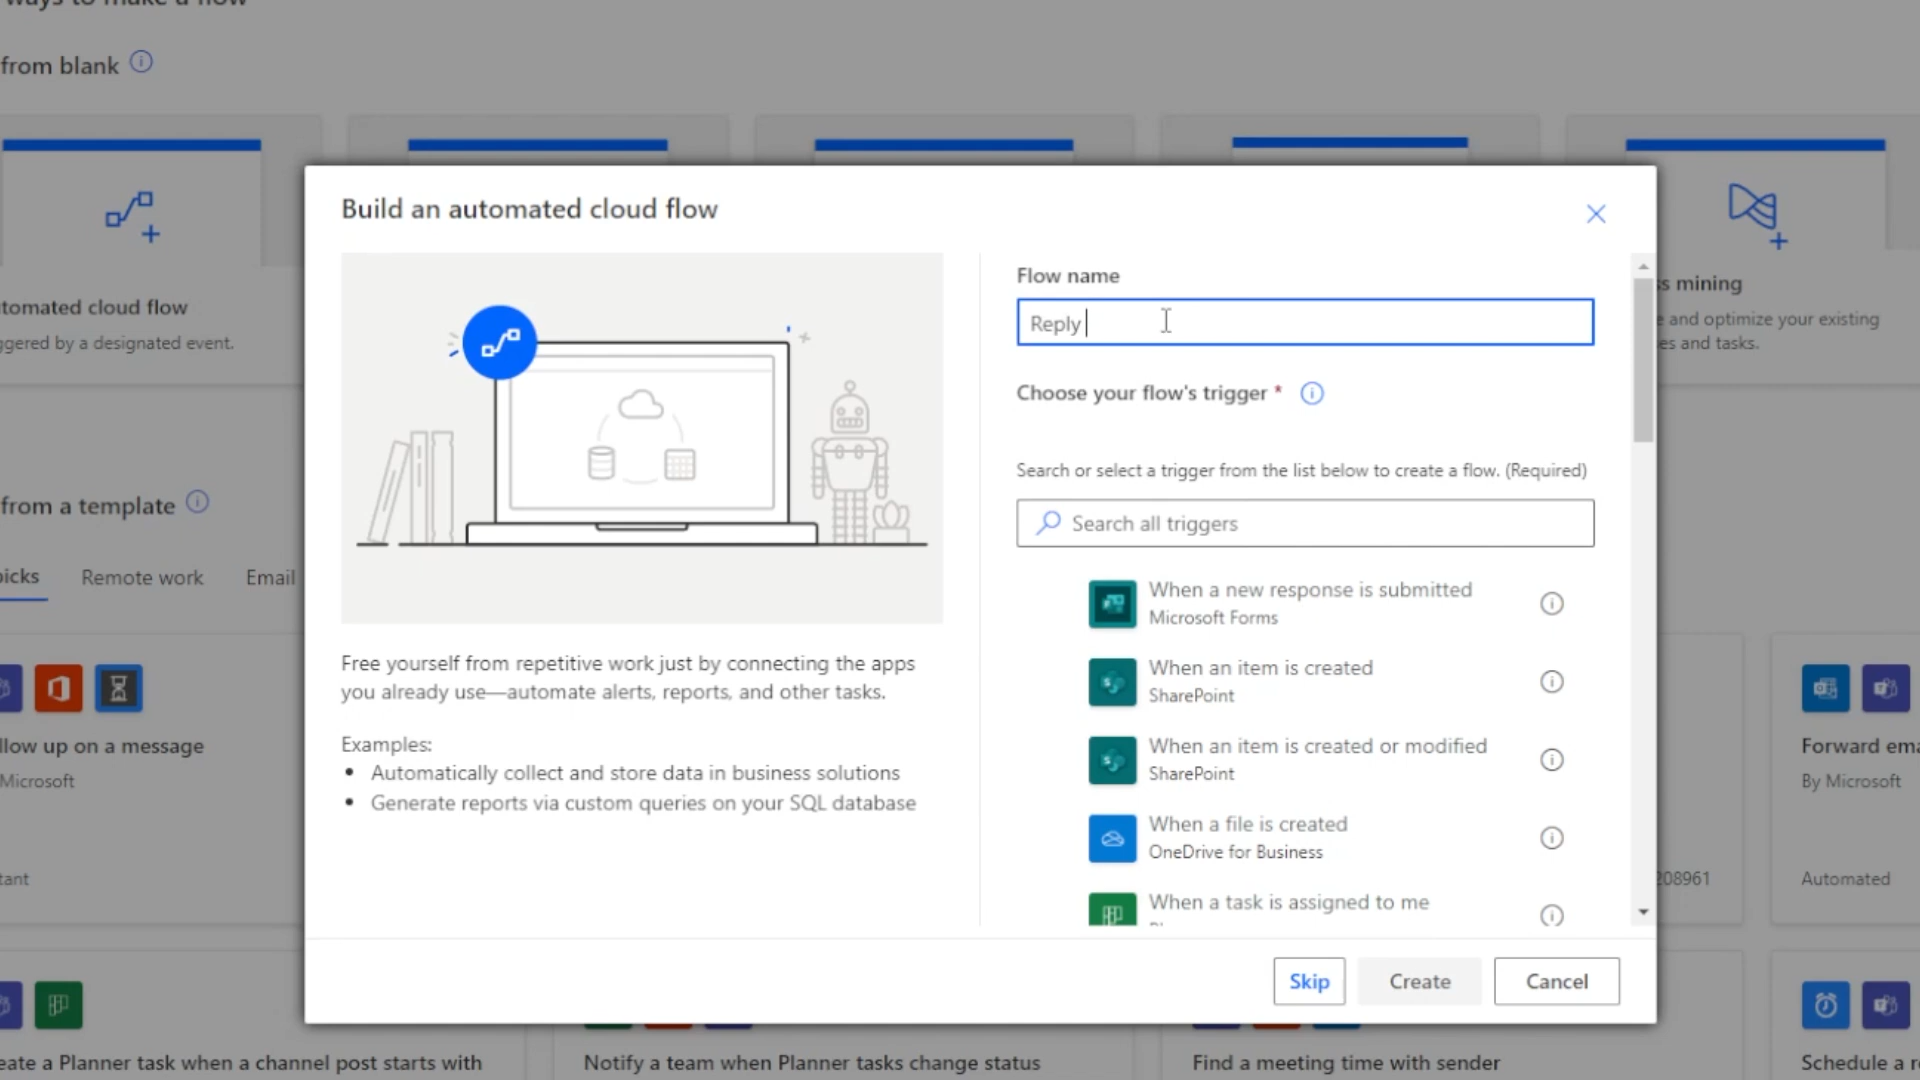 ways to make a flow
from blank
tomated cloud flow
ggered by a designated event.
s mining
e and optimize your existing
es and tasks.
Build an automated cloud flow
Flow name
Reply
Choose your flow's trigger *
Search or select a trigger from the list below to create a flow. (Required)
Search all triggers
When a new response is submitted
Microsoft Forms
When an item is created
SharePoint
When an item is created or modified
SharePoint
When a file is created
OneDrive for Business
When a task is assigned to me
Free yourself from repetitive work just by connecting the apps
you already use—automate alerts, reports, and other tasks.
Examples:
• Automatically collect and store data in business solutions
• Generate reports via custom queries on your SQL database
Skip
Create
Cancel
from a template
picks
Remote work
Email
llow up on a message
Microsoft
tant
208961
Forward ema
By Microsoft
Automated
eate a Planner task when a channel post starts with
Notify a team when Planner tasks change status
Find a meeting time with sender
Schedule a r